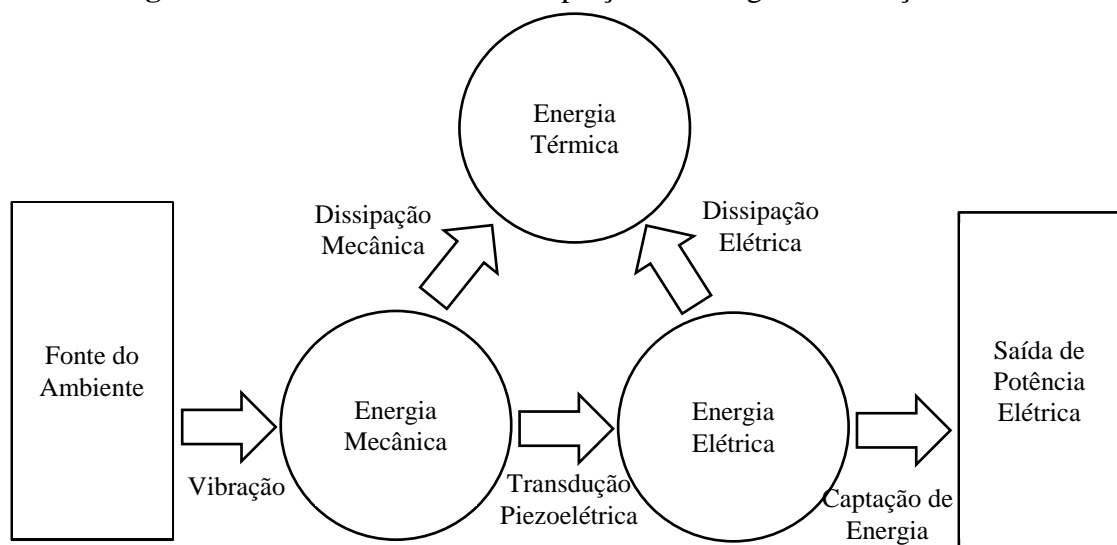 Energia
Térmica
Dissipação
Mecânica
Dissipação
Elétrica
Fonte do
Ambiente
Energia
Mecânica
Energia
Elétrica
Saída de
Potência
Elétrica
Vibração
Transdução
Piezoelétrica
Captação de
Energia